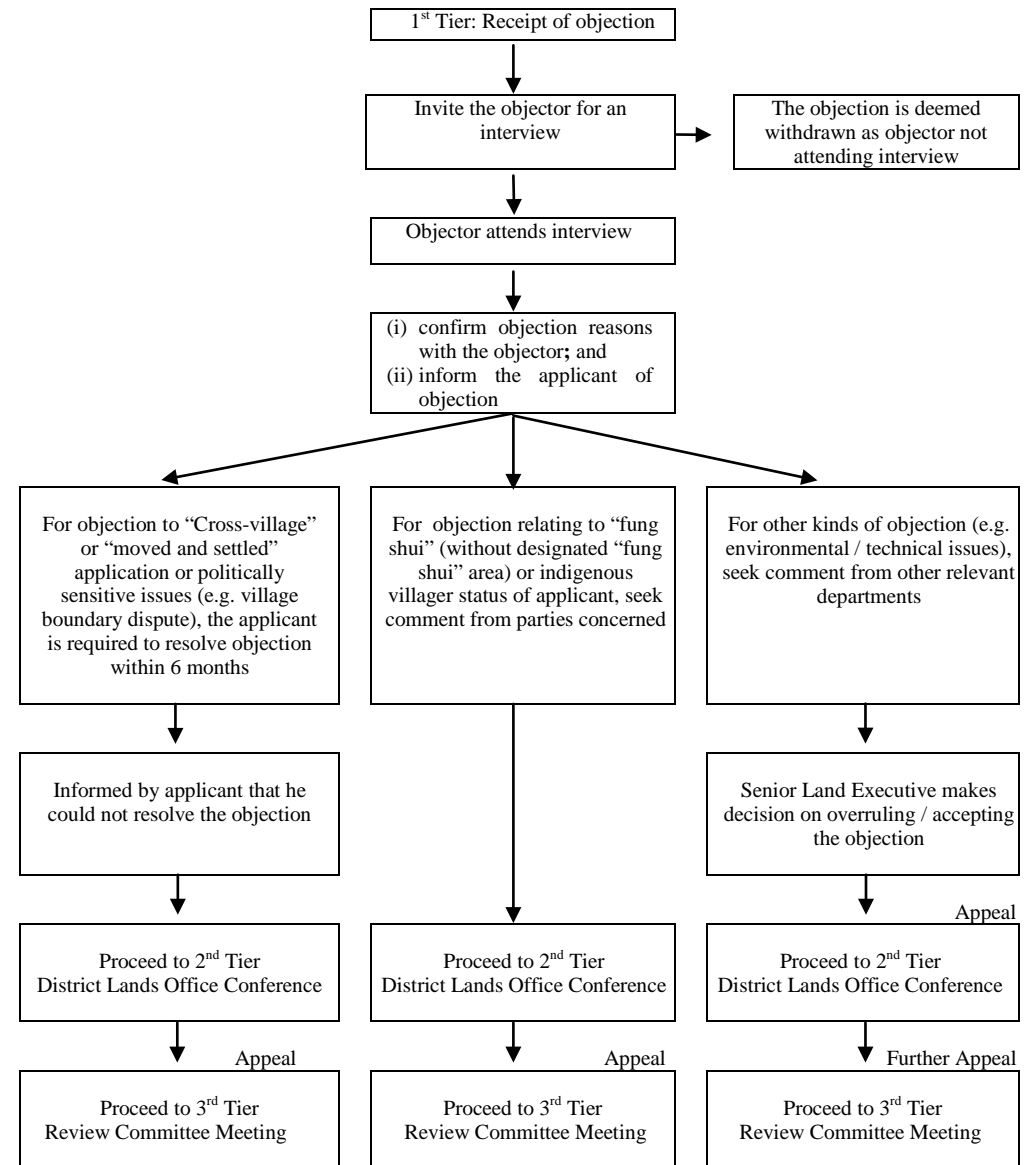 1st Tier: Receipt of objection
Invite the objector for an
interview
The objection is deemed
withdrawn as objector not
attending interview
Objector attends interview
(i) confirm objection reasons
with the objector; and
(ii) inform the applicant of
objection
For objection to “Cross-village”
or “moved and settled”
application or politically
sensitive issues (e.g. village
boundary dispute), the applicant
is required to resolve objection
within 6 months
For objection relating to “fung
shui” (without designated “fung
shui” area) or indigenous
villager status of applicant, seek
comment from parties concerned
For other kinds of objection (e.g.
environmental / technical issues),
seek comment from other relevant
departments
Informed by applicant that he
could not resolve the objection
Senior Land Executive makes
decision on overruling / accepting
the objection
Appeal
Proceed to 2nd Tier
District Lands Office Conference
Proceed to 2nd Tier
District Lands Office Conference
Proceed to 2nd Tier
District Lands Office Conference
Appeal
Appeal
Further Appeal
Proceed to 3rd Tier
Review Committee Meeting
Proceed to 3rd Tier
Review Committee Meeting
Proceed to 3rd Tier
Review Committee Meeting